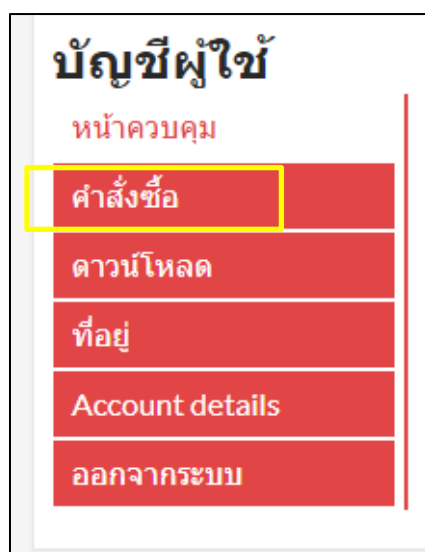 บัญชีผู้ใช้
หน้าควบคุม
คำสั่งซื้อ
ดาวน์โหลด
ที่อยู่
Account details
ออกจากระบบ